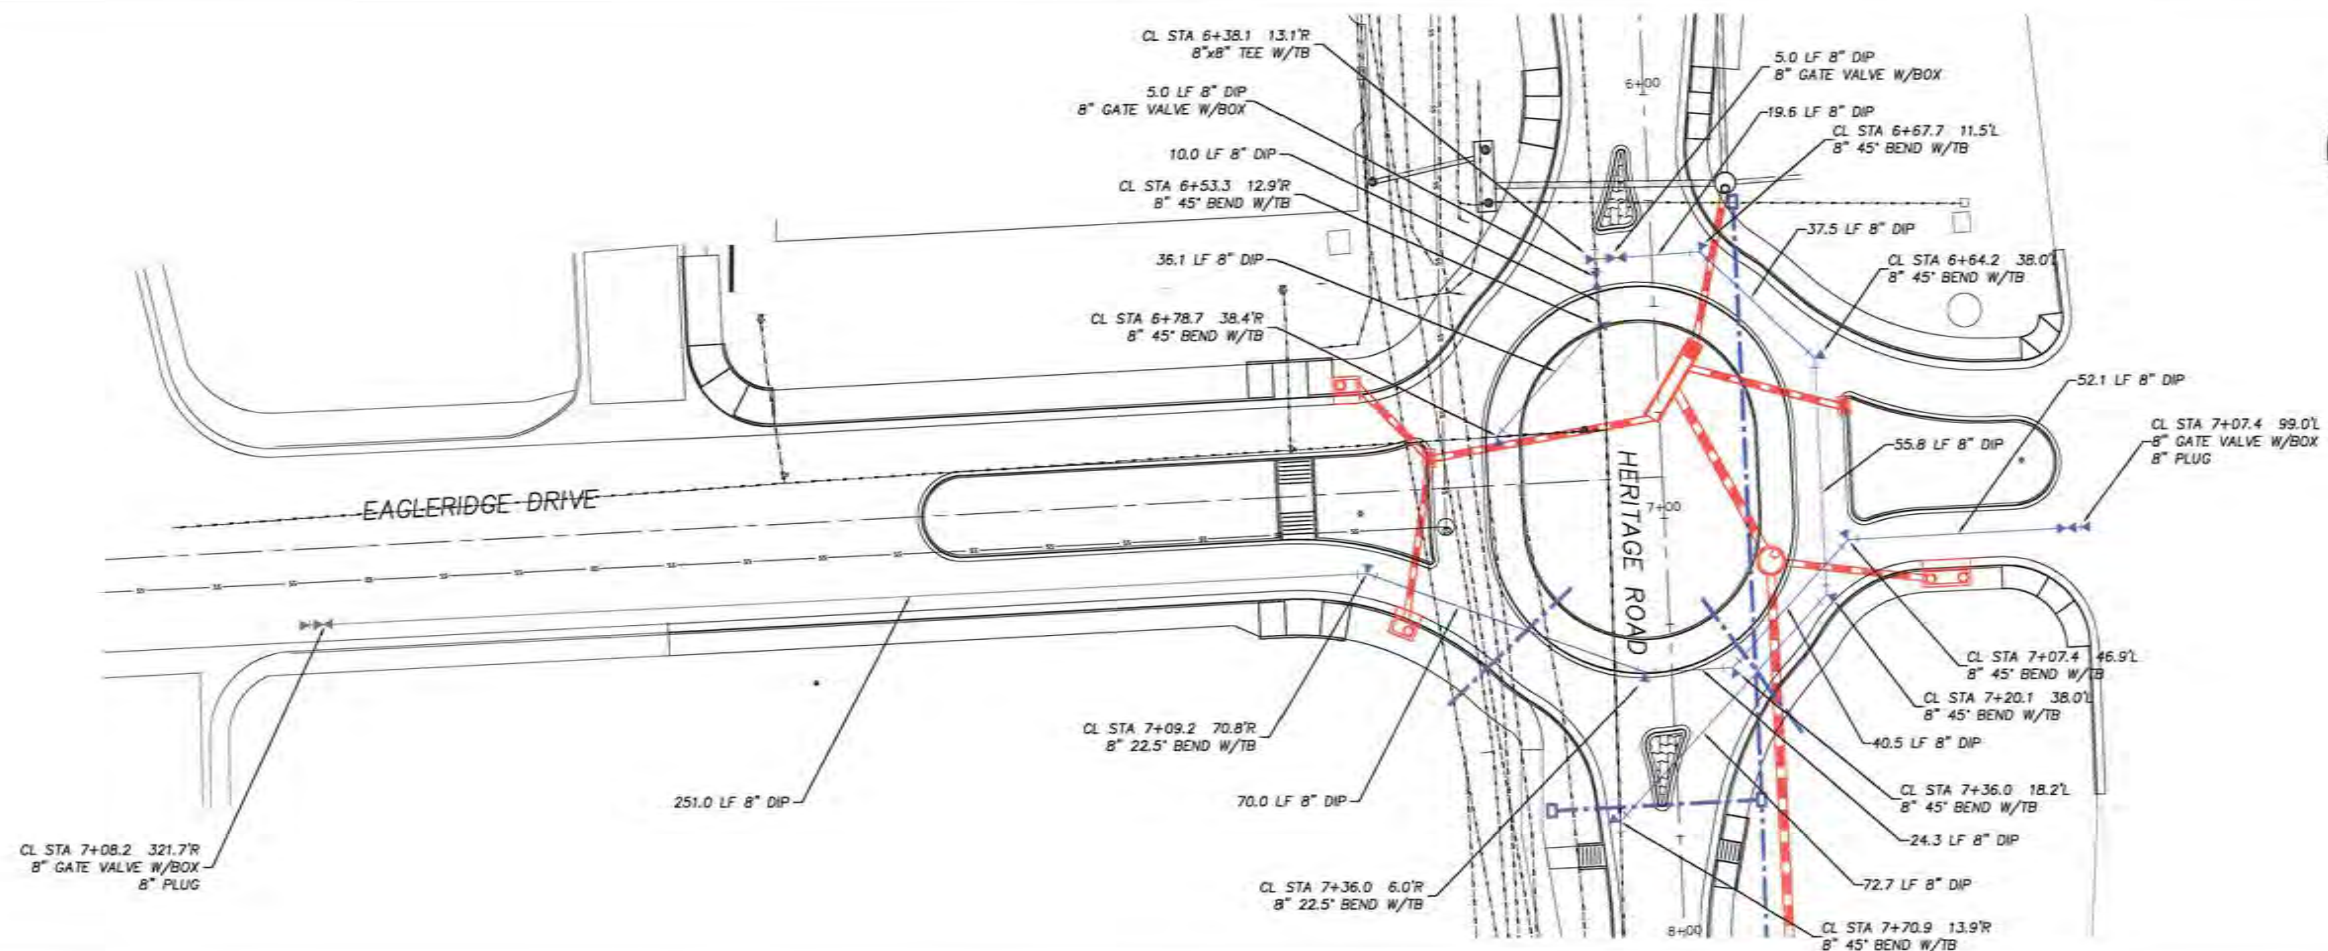 CL STA 6+38.1 13.1'R
8"x8" TEE W/TB
5.0 LF 8" DIP
8" GATE VALVE W/BOX
10.0 LF 8" DIP
CL STA 6+53.3 12.9'R
8" 45° BEND W/TB
36.1 LF 8" DIP
CL STA 6+78.7 38.4'R
8" 45° BEND W/TB
6+00
5.0 LF 8" DIP
8" GATE VALVE W/BOX
19.6 LF 8" DIP
CL STA 6+67.7 11.5'L
8" 45° BEND W/TB
37.5 LF 8" DIP
CL STA 6+64.2 38.0'L
8" 45° BEND W/TB
52.1 LF 8" DIP
CL STA 7+07.4 99.0'L
8" GATE VALVE W/BOX
8" PLUG
55.8 LF 8" DIP
EAGLERIDGE DRIVE
HERITAGE ROAD
7+00
CL STA 7+07.4 46.9'L
8" 45° BEND W/TB
CL STA 7+20.1 38.0'L
8" 45° BEND W/TB
40.5 LF 8" DIP
CL STA 7+36.0 18.2'L
8" 45° BEND W/TB
24.3 LF 8" DIP
72.7 LF 8" DIP
CL STA 7+70.9 13.9'R
8" 45° BEND W/TB
8+00
CL STA 7+09.2 70.8'R
8" 22.5° BEND W/TB
70.0 LF 8" DIP
251.0 LF 8" DIP
CL STA 7+36.0 6.0'R
8" 22.5° BEND W/TB
CL STA 7+08.2 321.7'R
8" GATE VALVE W/BOX
8" PLUG
SS SS SS SS SS SS SS SS SS SS SS SS